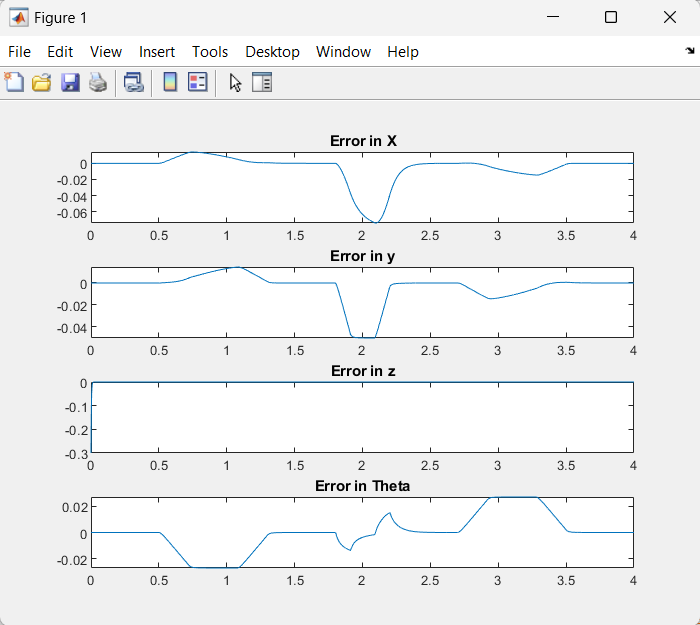 Figure 1
File Edit View Insert Tools Desktop Window Help
Error in X
0
-0.02
-0.04
-0.06
0 0.5 1 1.5 2 2.5 3 3.5 4
Error in y
0
-0.02
-0.04
0 0.5 1 1.5 2 2.5 3 3.5 4
Error in z
0
-0.1
-0.2
-0.3
0 0.5 1 1.5 2 2.5 3 3.5 4
Error in Theta
0.02
0
-0.02
0 0.5 1 1.5 2 2.5 3 3.5 4